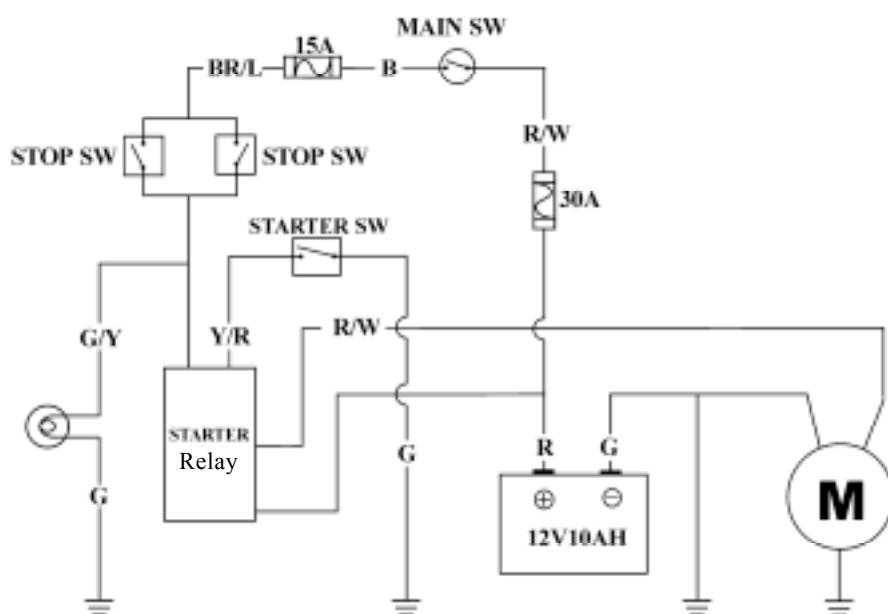 MAIN SW
15A
BR/L
B
R/W
STOP SW
STOP SW
30A
STARTER SW
G/Y
Y/R
R/W
STARTER
Relay
G
G
R
G
M
12V10AH